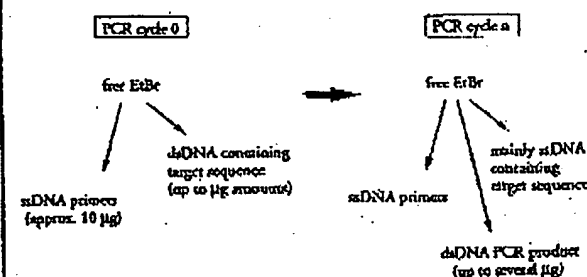 PCR cycle 0
free EtBr
dsDNA containing
target sequence
(up to µg amounts)
ssDNA primers
(approx. 10 µg)
PCR cycle n
free EtBr
mainly ssDNA
containing
target sequence
ssDNA primers
dsDNA PCR product
(up to several µg)